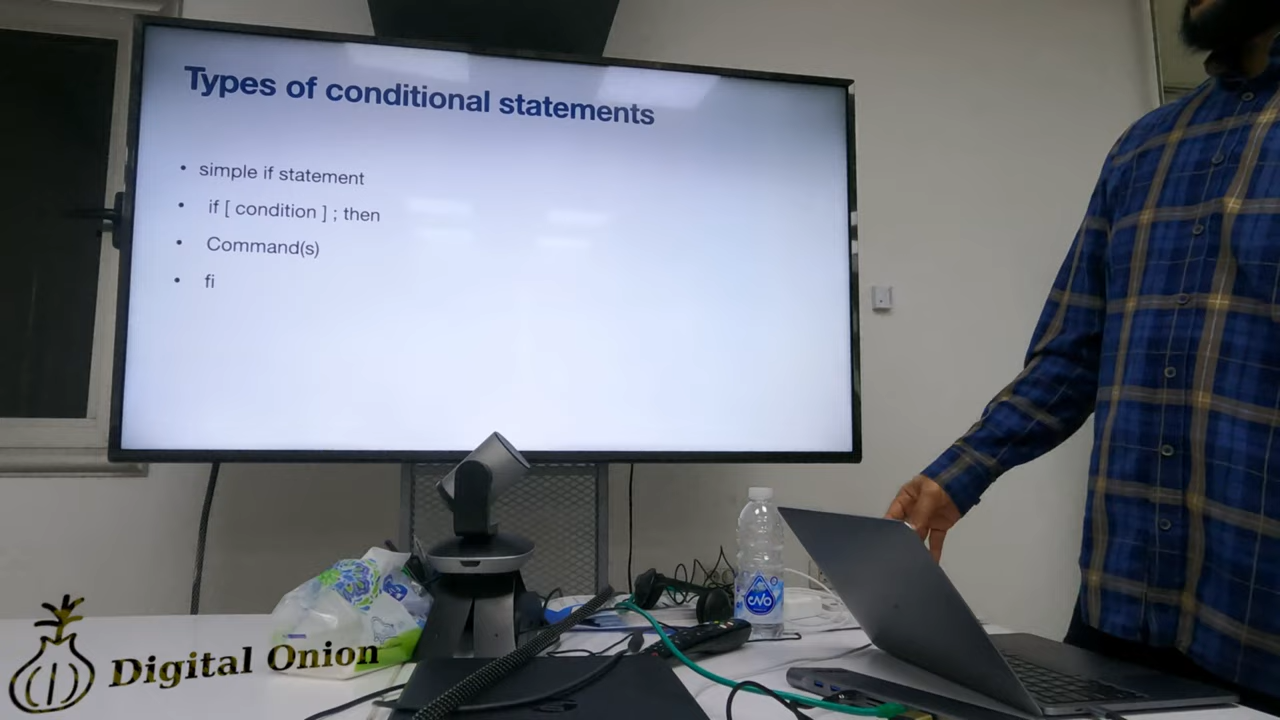 Types of conditional statements
• simple if statement
• if [ condition ] ; then
• Command(s)
• fi
Digital Onion